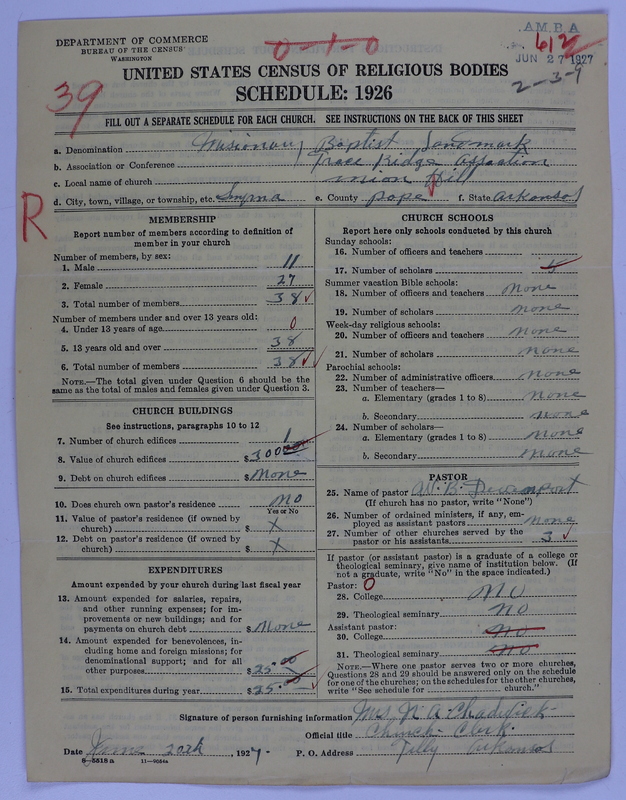 A.M.B.A
DEPARTMENT OF COMMERCE
BUREAU OF THE CENSUS
WASHINGTON
0-1-0
612
JUN 27 1927
2-3-9
39
UNITED STATES CENSUS OF RELIGIOUS BODIES
SCHEDULE: 1926
FILL OUT A SEPARATE SCHEDULE FOR EACH CHURCH. SEE INSTRUCTIONS ON THE BACK OF THIS SHEET
a. Denomination Missionary Baptist Landmark
b. Association or Conference Trace Ridge
c. Local name of church union Hill
d. City, town, village, or township, etc. Smyrna e. County pope f. State arkansas
R
MEMBERSHIP
Report number of members according to definition of
member in your church
Number of members, by sex:
1. Male 11
2. Female 27
3. Total number of members 38
Number of members under and over 13 years old:
4. Under 13 years of age 0
5. 13 years old and over 38
6. Total number of members 38
NOTE.—The total given under Question 6 should be the
same as the total of males and females given under Question 3.
CHURCH BUILDINGS
See instructions, paragraphs 10 to 12
7. Number of church edifices 1
8. Value of church edifices $ 300
9. Debt on church edifices $ None
10. Does church own pastor's residence no
Yes or No
11. Value of pastor's residence (if owned by
church) $ X
12. Debt on pastor's residence (if owned by
church) $ X
EXPENDITURES
Amount expended by your church during last fiscal year
13. Amount expended for salaries, repairs,
and other running expenses; for im-
provements or new buildings; and for
payments on church debt $ None
14. Amount expended for benevolences, in-
cluding home and foreign missions; for
denominational support; and for all
other purposes $ 25.00
15. Total expenditures during year $ 25.00
CHURCH SCHOOLS
Report here only schools conducted by this church
Sunday schools:
16. Number of officers and teachers
17. Number of scholars
Summer vacation Bible schools:
18. Number of officers and teachers None
19. Number of scholars none
Week-day religious schools:
20. Number of officers and teachers none
21. Number of scholars none
Parochial schools:
22. Number of administrative officers none
23. Number of teachers—
a. Elementary (grades 1 to 8) none
b. Secondary none
24. Number of scholars—
a. Elementary (grades 1 to 8) none
b. Secondary none
PASTOR
25. Name of pastor W. B. Devenport
(If church has no pastor, write "None")
26. Number of ordained ministers, if any, em-
ployed as assistant pastors none
27. Number of other churches served by the
pastor or his assistants 3
If pastor (or assistant pastor) is a graduate of a college or
theological seminary, give name of institution below. (If
not a graduate, write "No" in the space indicated.)
Pastor: 0
28. College No
29. Theological seminary NO
Assistant pastor:
30. College no
31. Theological seminary no
NOTE.—Where one pastor serves two or more churches,
Questions 28 and 29 should be answered only on the schedule
for one of the churches; on the schedules for the other churches,
write "See schedule for church."
Signature of person furnishing information Mrs. N. A. Chadwick
Official title Church Clerk
Date June 20th, 1927. P. O. Address Tilly Arkansas
8-5518 a 11-9054a